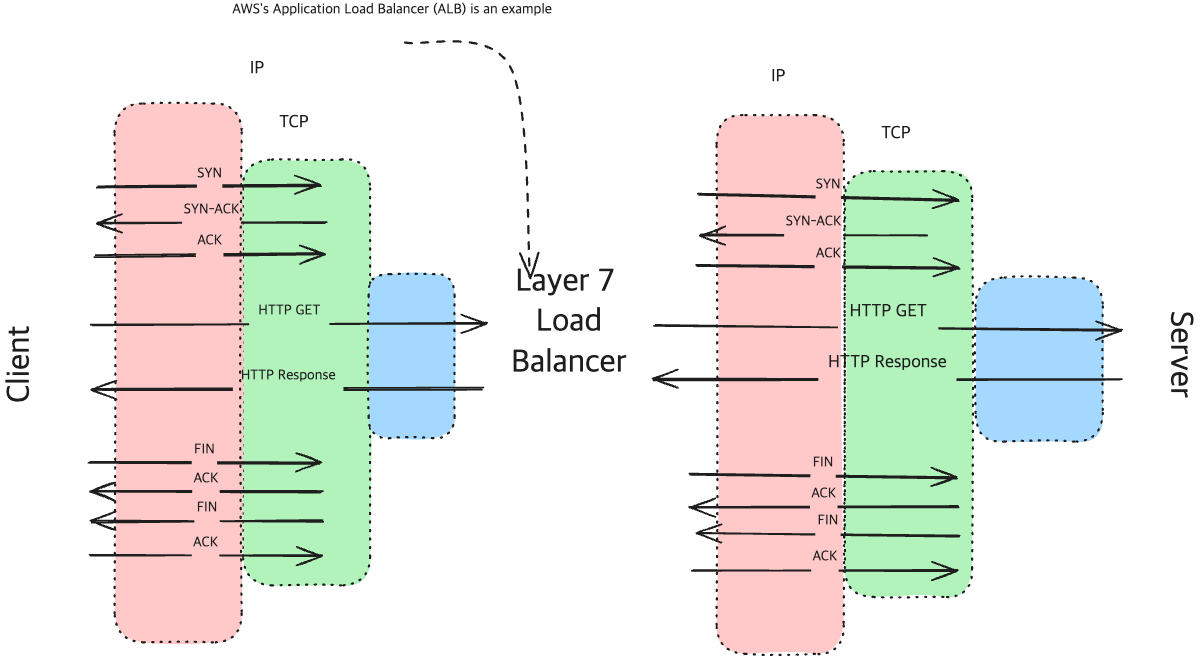 AWS's Application Load Balancer (ALB) is an example
IP
TCP
SYN
SYN-ACK
ACK
HTTP GET
HTTP Response
FIN
ACK
FIN
ACK
Client
Layer 7
Load
Balancer
IP
TCP
SYN
SYN-ACK
ACK
HTTP GET
HTTP Response
FIN
ACK
FIN
ACK
Server